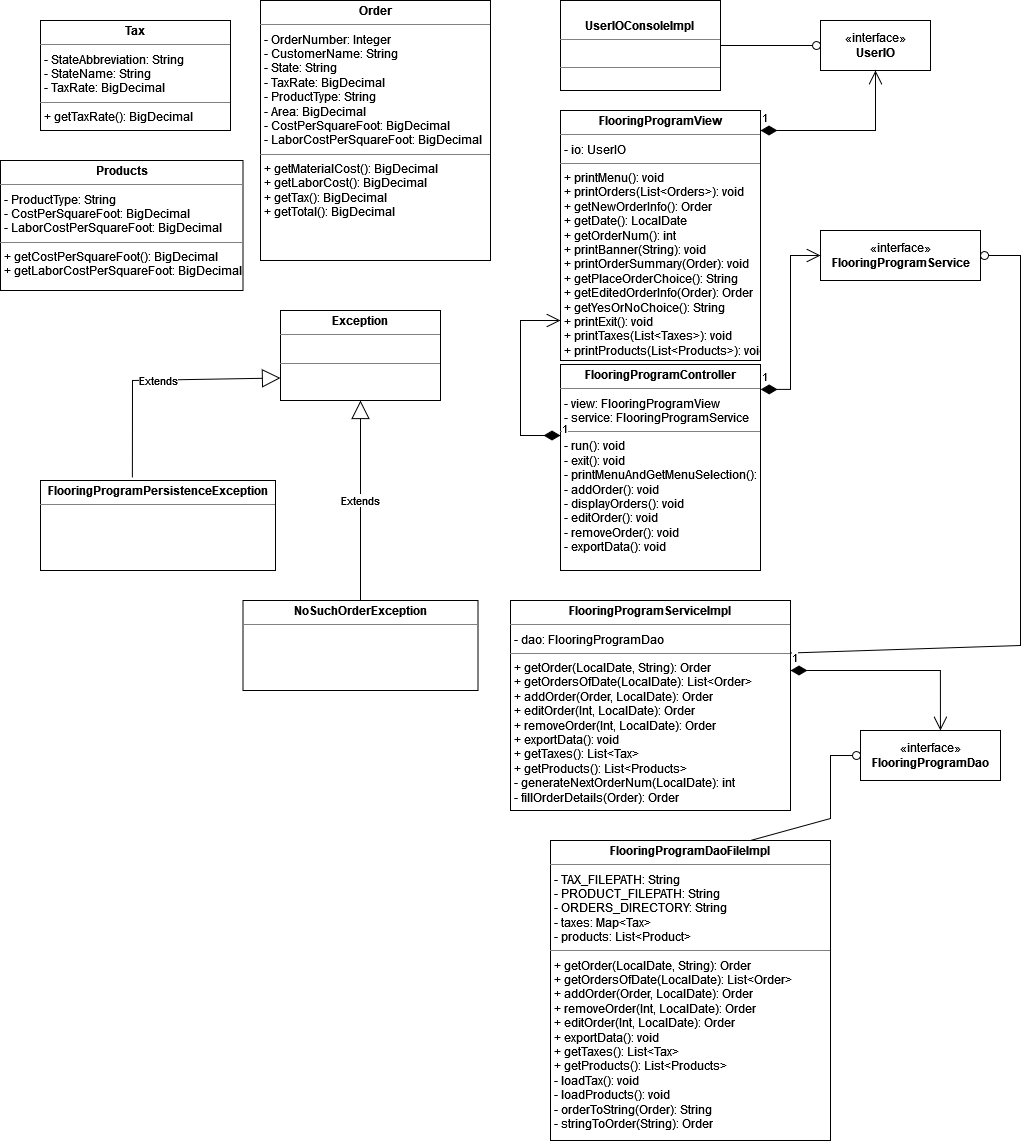 Tax
- StateAbbreviation: String
- StateName: String
- TaxRate: BigDecimal
+ getTaxRate(): BigDecimal
Order
- OrderNumber: Integer
- CustomerName: String
- State: String
- TaxRate: BigDecimal
- ProductType: String
- Area: BigDecimal
- CostPerSquareFoot: BigDecimal
- LaborCostPerSquareFoot: BigDecimal
+ getMaterialCost(): BigDecimal
+ getLaborCost(): BigDecimal
+ getTax(): BigDecimal
+ getTotal(): BigDecimal
Products
- ProductType: String
- CostPerSquareFoot: BigDecimal
- LaborCostPerSquareFoot: BigDecimal
+ getCostPerSquareFoot(): BigDecimal
+ getLaborCostPerSquareFoot: BigDecimal
UserIOConsoleImpl
«interface»
UserIO
FlooringProgramView
1
- io: UserIO
+ printMenu(): void
+ printOrders(List<Orders>): void
+ getNewOrderInfo(): Order
+ getDate(): LocalDate
+ getOrderNum(): int
+ printBanner(String): void
+ printOrderSummary(Order): void
+ getPlaceOrderChoice(): String
+ getEditedOrderInfo(Order): Order
+ getYesOrNoChoice(): String
+ printExit(): void
+ printTaxes(List<Taxes>): void
+ printProducts(List<Products>): voi
«interface»
FlooringProgramService
FlooringProgramController
1
- view: FlooringProgramView
- service: FlooringProgramService
1
- run(): void
- exit(): void
- printMenuAndGetMenuSelection():
- addOrder(): void
- displayOrders(): void
- editOrder(): void
- removeOrder(): void
- exportData(): void
Exception
Extends
FlooringProgramPersistenceException
Extends
NoSuchOrderException
FlooringProgramServiceImpl
- dao: FlooringProgramDao
1
+ getOrder(LocalDate, String): Order
+ getOrdersOfDate(LocalDate): List<Order>
+ addOrder(Order, LocalDate): Order
+ editOrder(Int, LocalDate): Order
+ removeOrder(Int, LocalDate): Order
+ exportData(): void
+ getTaxes(): List<Tax>
+ getProducts(): List<Products>
- generateNextOrderNum(LocalDate): int
- fillOrderDetails(Order): Order
«interface»
FlooringProgramDao
FlooringProgramDaoFileImpl
- TAX_FILEPATH: String
- PRODUCT_FILEPATH: String
- ORDERS_DIRECTORY: String
- taxes: Map<Tax>
- products: List<Product>
+ getOrder(LocalDate, String): Order
+ getOrdersOfDate(LocalDate): List<Order>
+ addOrder(Order, LocalDate): Order
+ removeOrder(Int, LocalDate): Order
+ editOrder(Int, LocalDate): Order
+ exportData(): void
+ getTaxes(): List<Tax>
+ getProducts(): List<Products>
- loadTax(): void
- loadProducts(): void
- orderToString(Order): String
- stringToOrder(String): Order